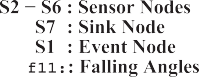 S2 – S6 : Sensor Nodes
S7 : Sink Node
S1 : Event Node
f11:: Falling Angles